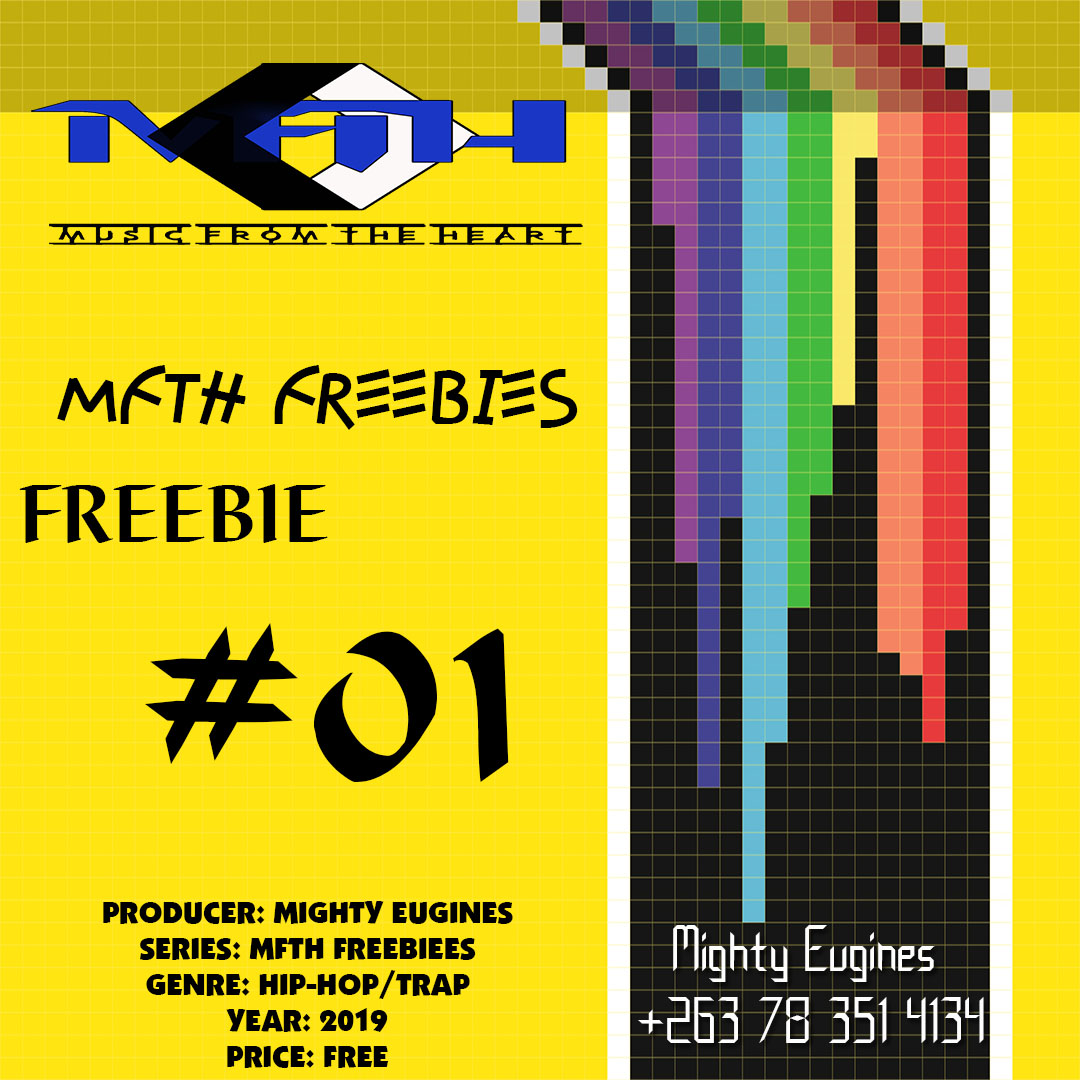 MFTH
MUSIC FROM THE HEART
MFTH FREEBIES
FREEBIE
#01
PRODUCER: MIGHTY EUGINES
SERIES: MFTH FREEBIEES
GENRE: HIP-HOP/TRAP
YEAR: 2019
PRICE: FREE
Mighty Eugines
+263 78 351 4134